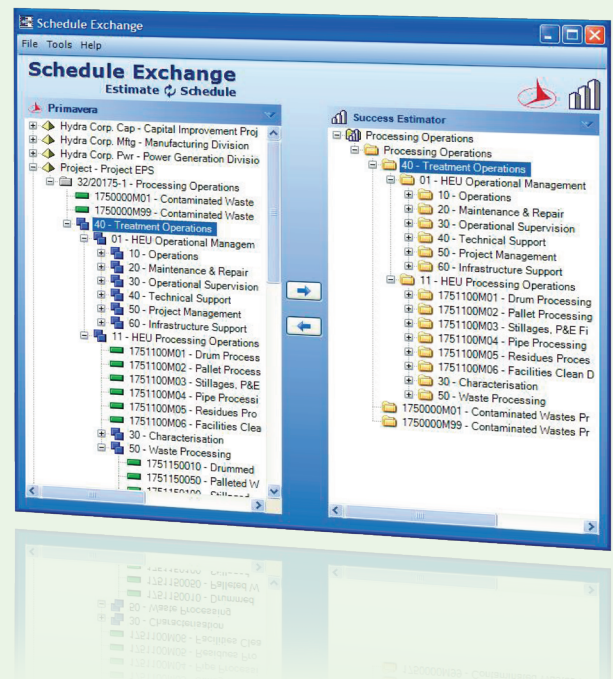 Schedule Exchange
File Tools Help
Schedule Exchange
Estimate Schedule
Primavera
Hydra Corp. Cap - Capital Improvement Proj
Hydra Corp. Mftg - Manufacturing Division
Hydra Corp. Pwr - Power Generation Divisio
Project - Project EPS
32/20175-1 - Processing Operations
1750000M01 - Contaminated Waste
1750000M99 - Contaminated Waste
40 - Treatment Operations
01 - HEU Operational Managem
10 - Operations
20 - Maintenance & Repair
30 - Operational Supervision
40 - Technical Support
50 - Project Management
60 - Infrastructure Support
11 - HEU Processing Operations
1751100M01 - Drum Process
1751100M02 - Pallet Process
1751100M03 - Stillages, P&E
1751100M04 - Pipe Processi
1751100M05 - Residues Pro
1751100M06 - Facilities Clea
30 - Characterisation
50 - Waste Processing
1751150010 - Drummed
1751150050 - Palleted W
1751150100 - Stillaged
Success Estimator
Processing Operations
Processing Operations
40 - Treatment Operations
01 - HEU Operational Management
10 - Operations
20 - Maintenance & Repair
30 - Operational Supervision
40 - Technical Support
50 - Project Management
60 - Infrastructure Support
11 - HEU Processing Operations
1751100M01 - Drum Processing
1751100M02 - Pallet Processing
1751100M03 - Stillages, P&E Fi
1751100M04 - Pipe Processing
1751100M05 - Residues Proces
1751100M06 - Facilities Clean D
30 - Characterisation
50 - Waste Processing
1750000M01 - Contaminated Wastes Pr
1750000M99 - Contaminated Wastes Pr